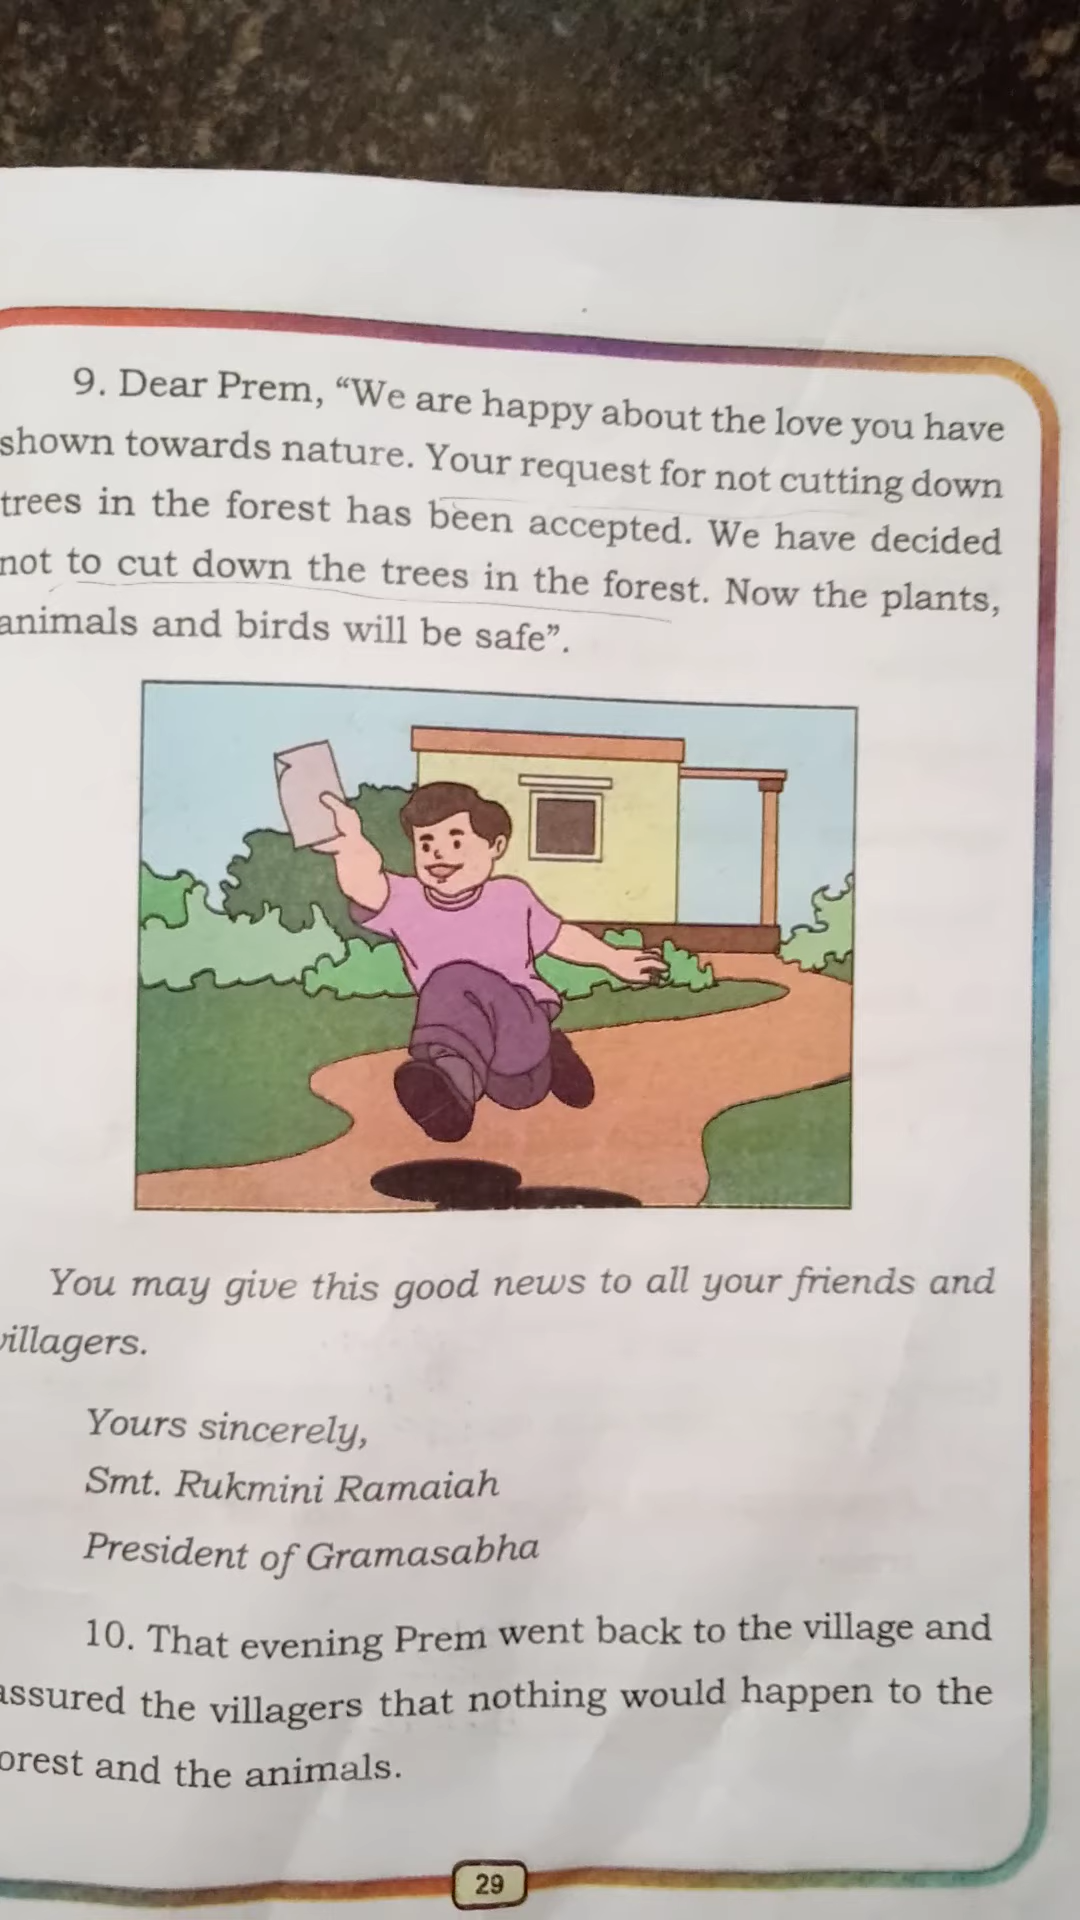 9. Dear Prem, “We are happy about the love you have
shown towards nature. Your request for not cutting down
trees in the forest has been accepted. We have decided
not to cut down the trees in the forest. Now the plants,
animals and birds will be safe”.
You may give this good news to all your friends and
villagers.
Yours sincerely,
Smt. Rukmini Ramaiah
President of Gramasabha
10. That evening Prem went back to the village and
assured the villagers that nothing would happen to the
orest and the animals.
29